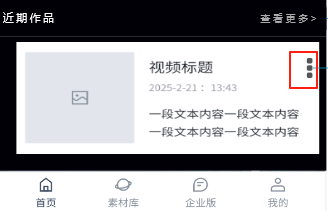 近期作品
查看更多>
视频标题
2025-2-21： 13:43
一段文本内容一段文本内容
一段文本内容一段文本内容
首页
素材库
企业版
我的